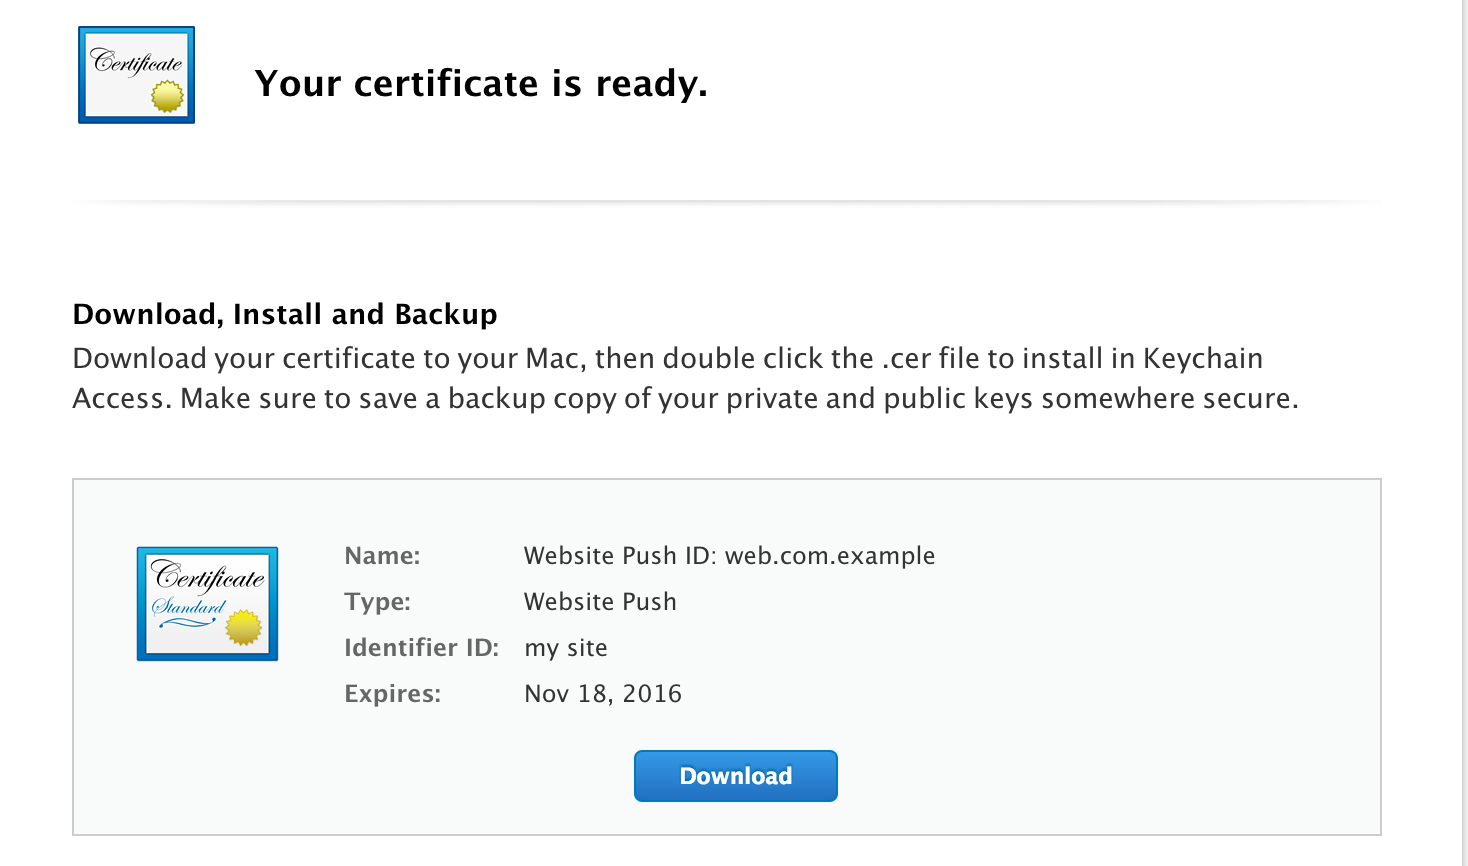 Certificate
Your certificate is ready.
Download, Install and Backup
Download your certificate to your Mac, then double click the .cer file to install in Keychain
Access. Make sure to save a backup copy of your private and public keys somewhere secure.
Certificate
Standard
Name: Website Push ID: web.com.example
Type: Website Push
Identifier ID: my site
Expires: Nov 18, 2016
Download